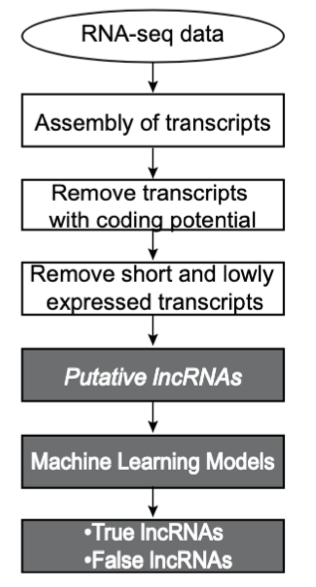 RNA-seq data
Assembly of transcripts
Remove transcripts
with coding potential
Remove short and lowly
expressed transcripts
Putative lncRNAs
Machine Learning Models
•True lncRNAs
•False lncRNAs